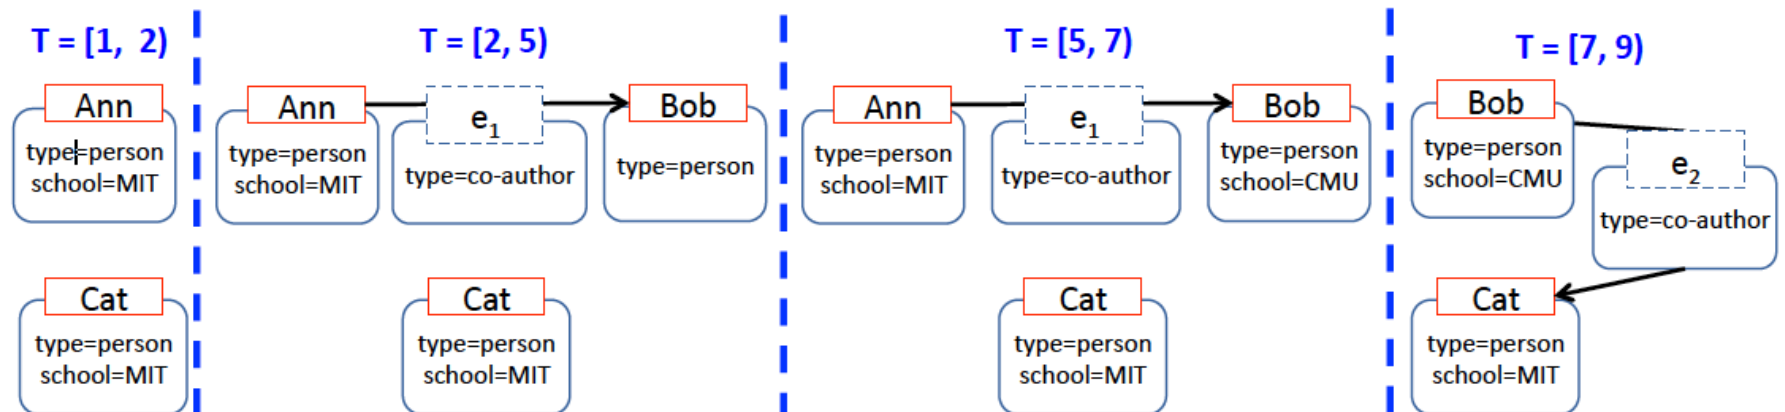 T = [1, 2)
Ann
type=person
school=MIT
Cat
type=person
school=MIT
T = [2, 5)
Ann
type=person
school=MIT
e1
type=co-author
Bob
type=person
Cat
type=person
school=MIT
T = [5, 7)
Ann
type=person
school=MIT
e1
type=co-author
Bob
type=person
school=CMU
Cat
type=person
school=MIT
T = [7, 9)
Bob
type=person
school=CMU
e2
type=co-author
Cat
type=person
school=MIT